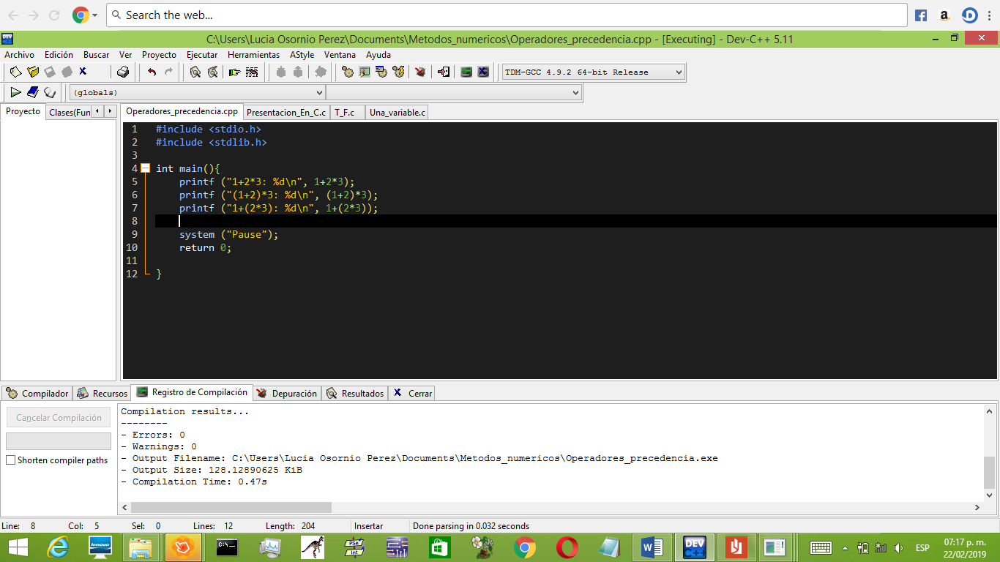 Search the web...
C:\Users\Lucia Osornio Perez\Documents\Metodos_numericos\Operadores_precedencia.cpp - [Executing] - Dev-C++ 5.11
Archivo Edición Buscar Ver Proyecto Ejecutar Herramientas AStyle Ventana Ayuda
TDM-GCC 4.9.2 64-bit Release
(globals)
Proyecto Clases(Fun
Operadores_precedencia.cpp Presentacion_En_C.c T_F.c Una_variable.c
1 #include <stdio.h>
2 #include <stdlib.h>
3
4 int main(){
5 printf ("1+2*3: %d\n", 1+2*3);
6 printf ("(1+2)*3: %d\n", (1+2)*3);
7 printf ("1+(2*3): %d\n", 1+(2*3));
8
9 system ("Pause");
10 return 0;
11
12 }
Compilador Recursos Registro de Compilación Depuración Resultados Cerrar
Cancelar Compilación
Shorten compiler paths
Compilation results...
--------
- Errors: 0
- Warnings: 0
- Output Filename: C:\Users\Lucia Osornio Perez\Documents\Metodos_numericos\Operadores_precedencia.exe
- Output Size: 128.12890625 KiB
- Compilation Time: 0.47s
Line: 8 Col: 5 Sel: 0 Lines: 12 Length: 204 Insertar Done parsing in 0.032 seconds
lenovo
C:\_
PSe
Int
W
DEV
C++
ESP
07:17 p. m.
22/02/2019